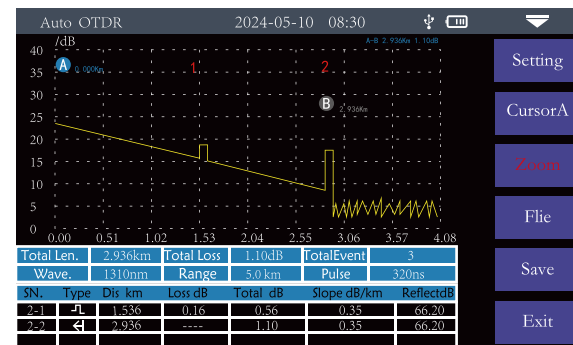 Auto OTDR 2024-05-10 08:30
/dB
A-B 2.936Km 1.10dB
40
35
30
25
20
15
10
5
0
A 0.000Km
1
2
B 2.936Km
0.00 0.51 1.02 1.53 2.04 2.55 3.06 3.57 4.08
Total Len. 2.936km Total Loss 1.10dB TotalEvent 3
Wave. 1310nm Range 5.0 km Pulse 320ns
SN. Type Dis km Loss dB Total dB Slope dB/km ReflectdB
2-1 1.536 0.16 0.56 0.35 66.20
2-2 2.936 ---- 1.10 0.35 66.20
Setting
CursorA
Zoom
Flie
Save
Exit